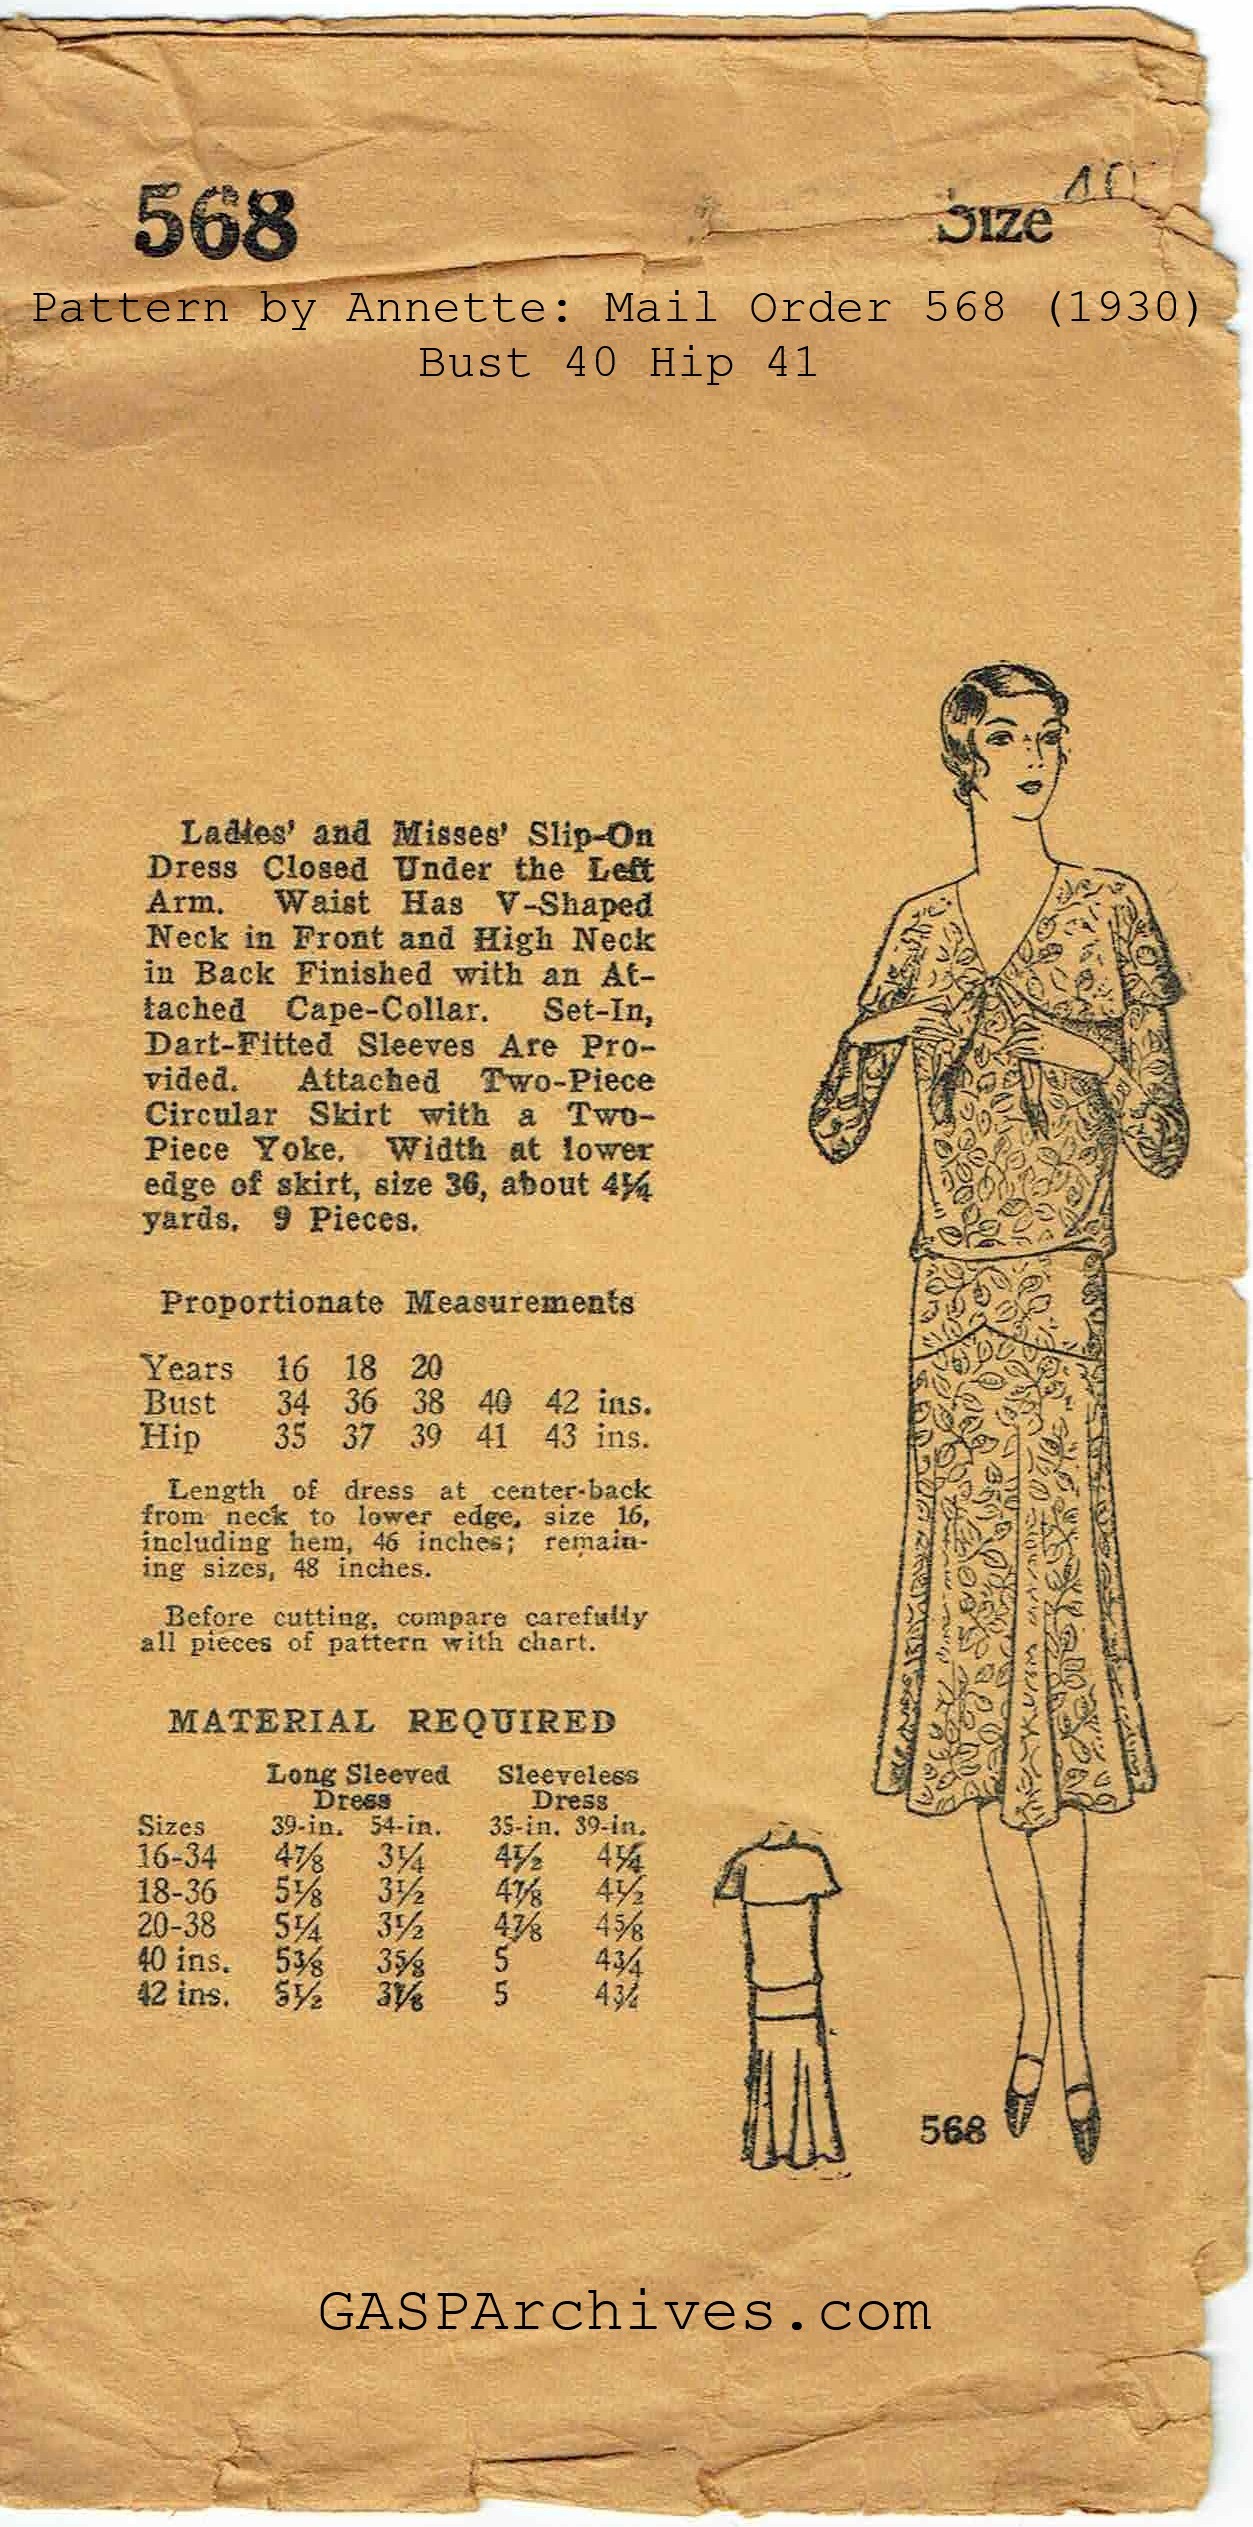 568
Size 40
Pattern by Annette: Mail Order 568 (1930)
Bust 40 Hip 41
Ladies' and Misses' Slip-On
Dress Closed Under the Left
Arm. Waist Has V-Shaped
Neck in Front and High Neck
in Back Finished with an At-
tached Cape-Collar. Set-In,
Dart-Fitted Sleeves Are Pro-
vided. Attached Two-Piece
Circular Skirt with a Two-
Piece Yoke. Width at lower
edge of skirt, size 36, about 4¼
yards. 9 Pieces.
Proportionate Measurements
Years 16 18 20
Bust 34 36 38 40 42 ins.
Hip 35 37 39 41 43 ins.
Length of dress at center-back
from neck to lower edge, size 16,
including hem, 46 inches; remain-
ing sizes, 48 inches.
Before cutting, compare carefully
all pieces of pattern with chart.
MATERIAL REQUIRED
Long Sleeved Sleeveless
Dress Dress
Sizes 39-in. 54-in. 35-in. 39-in.
16-34 4⅞ 3¼ 4½ 4¼
18-36 5⅛ 3½ 4⅞ 4½
20-38 5¼ 3½ 4⅞ 4⅝
40 ins. 5⅜ 3⅝ 5 4¾
42 ins. 5½ 3⅞ 5 4¾
568
GASPArchives.com